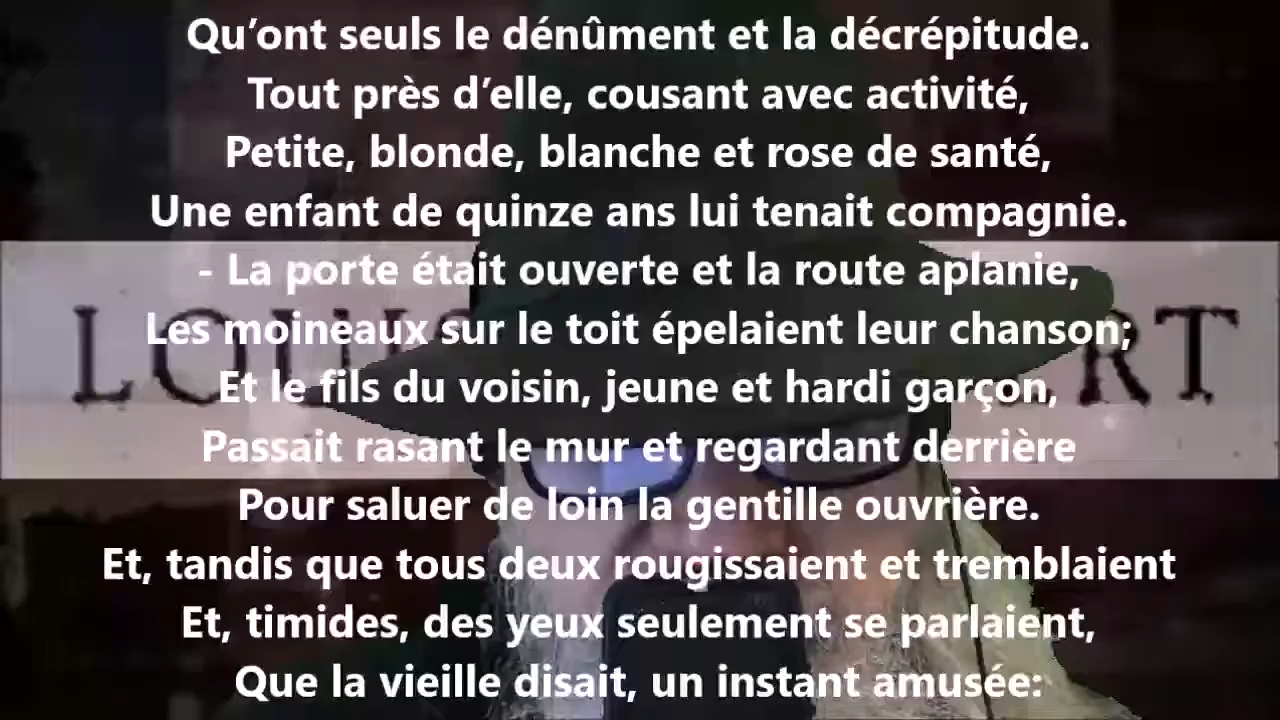 Qu’ont seuls le dénûment et la décrépitude.
Tout près d’elle, cousant avec activité,
Petite, blonde, blanche et rose de santé,
Une enfant de quinze ans lui tenait compagnie.
- La porte était ouverte et la route aplanie,
Les moineaux sur le toit épelaient leur chanson;
Et le fils du voisin, jeune et hardi garçon,
Passait rasant le mur et regardant derrière
Pour saluer de loin la gentille ouvrière.
Et, tandis que tous deux rougissaient et tremblaient
Et, timides, des yeux seulement se parlaient,
Que la vieille disait, un instant amusée: